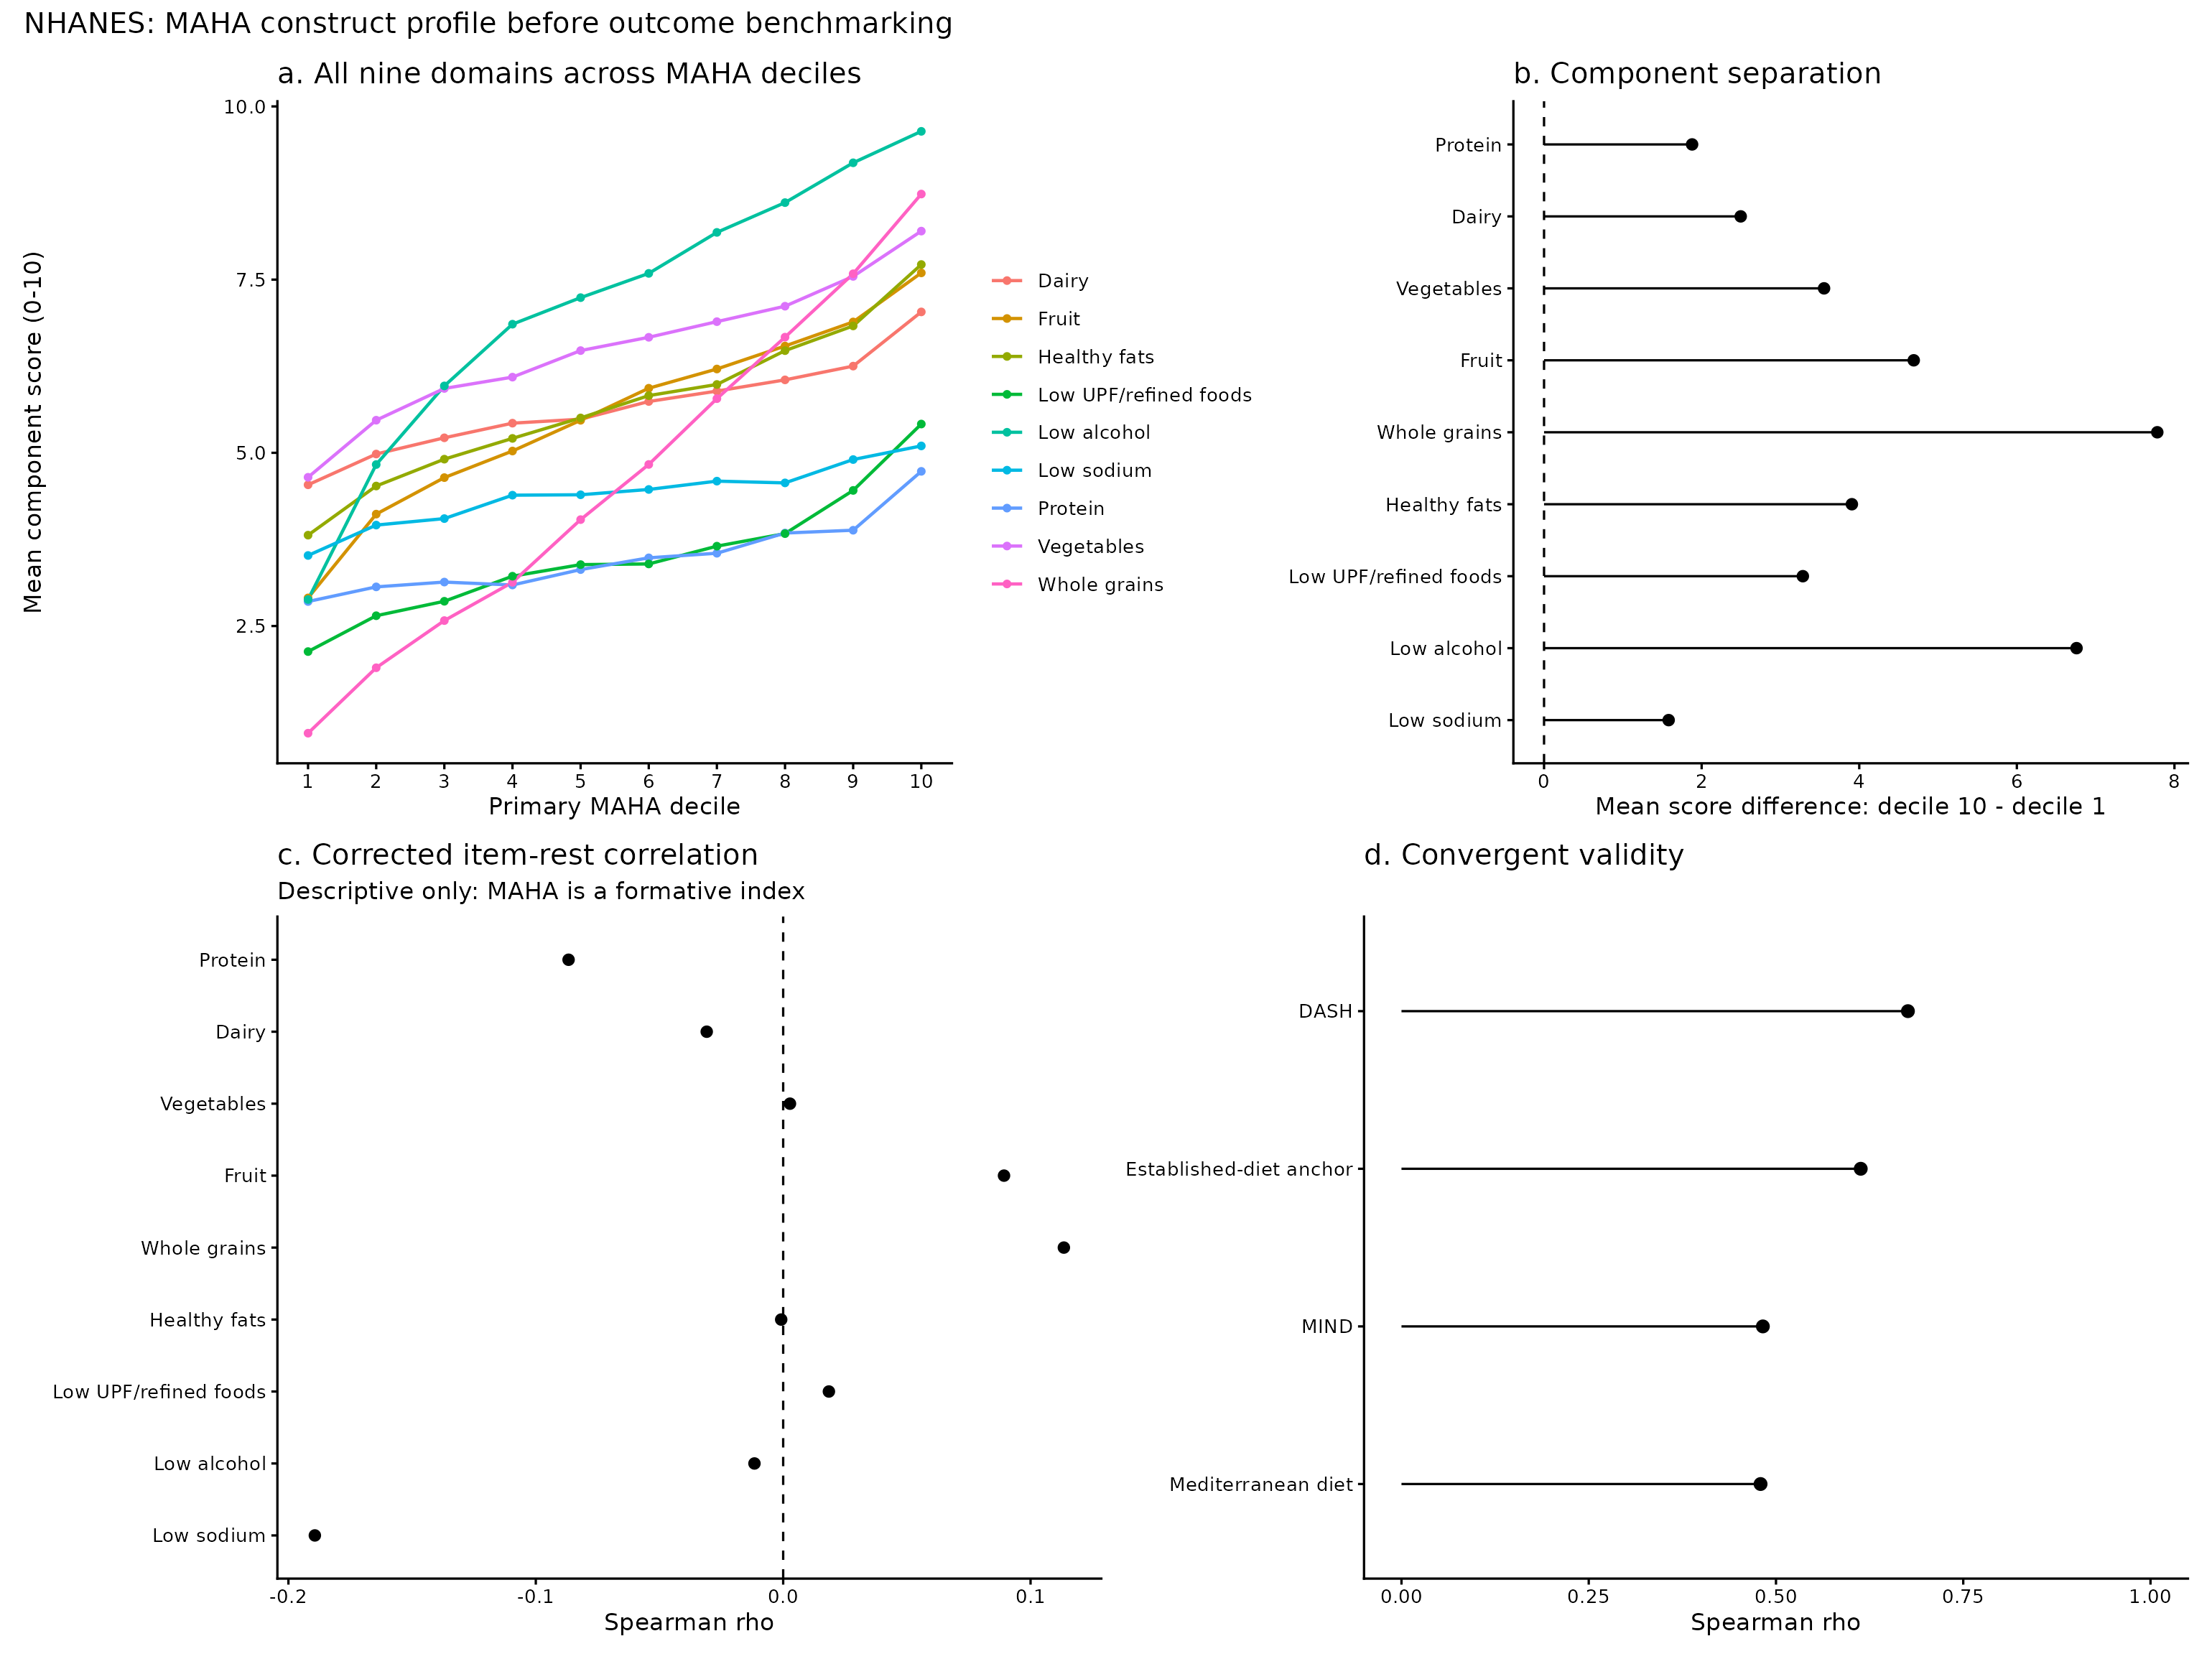 NHANES: MAHA construct profile before outcome benchmarking
a. All nine domains across MAHA deciles
Mean component score (0-10)
10.0
7.5
5.0
2.5
1 2 3 4 5 6 7 8 9 10
Primary MAHA decile
Dairy
Fruit
Healthy fats
Low UPF/refined foods
Low alcohol
Low sodium
Protein
Vegetables
Whole grains
b. Component separation
Protein
Dairy
Vegetables
Fruit
Whole grains
Healthy fats
Low UPF/refined foods
Low alcohol
Low sodium
0 2 4 6 8
Mean score difference: decile 10 - decile 1
c. Corrected item-rest correlation
Descriptive only: MAHA is a formative index
Protein
Dairy
Vegetables
Fruit
Whole grains
Healthy fats
Low UPF/refined foods
Low alcohol
Low sodium
-0.2 -0.1 0.0 0.1
Spearman rho
d. Convergent validity
DASH
Established-diet anchor
MIND
Mediterranean diet
0.00 0.25 0.50 0.75 1.00
Spearman rho